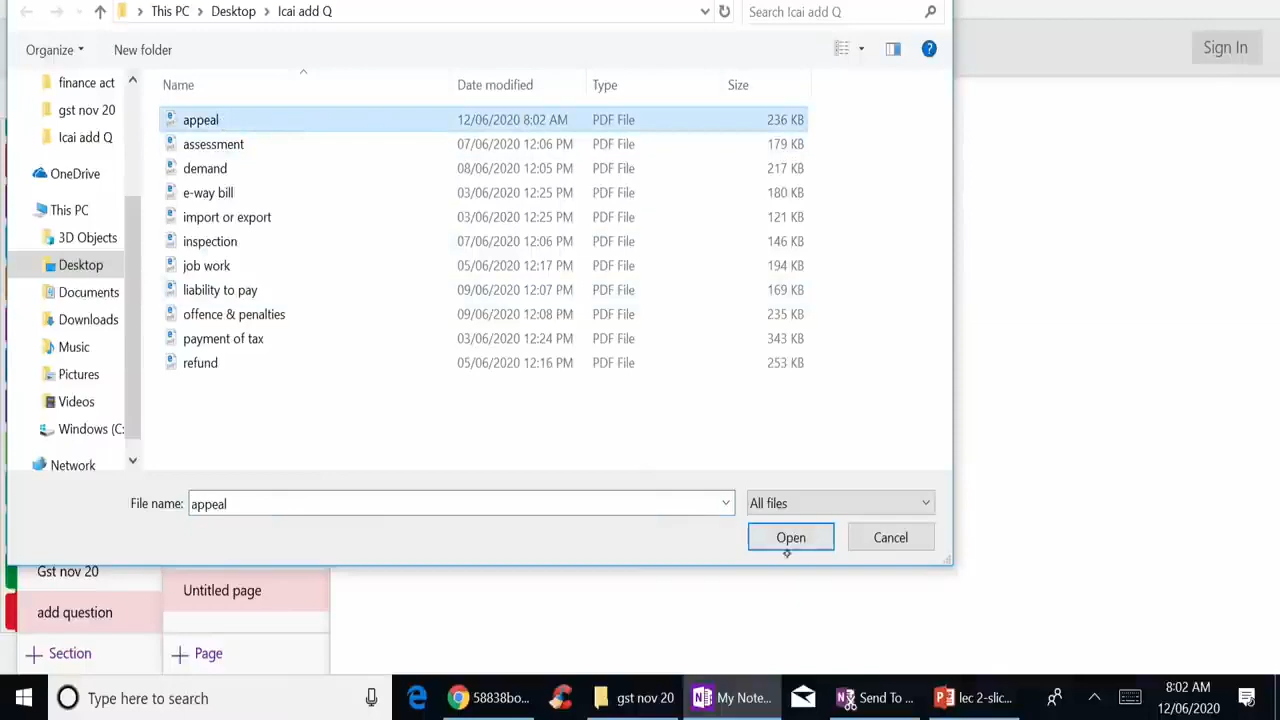 This PC > Desktop > Icai add Q
Search Icai add Q
Sign In
Organize
New folder
?
Name Date modified Type Size
finance act
gst nov 20
Icai add Q
OneDrive
This PC
3D Objects
Desktop
Documents
Downloads
Music
Pictures
Videos
Windows (C:
Network
appeal 12/06/2020 8:02 AM PDF File 236 KB
assessment 07/06/2020 12:06 PM PDF File 179 KB
demand 08/06/2020 12:05 PM PDF File 217 KB
e-way bill 03/06/2020 12:25 PM PDF File 180 KB
import or export 03/06/2020 12:25 PM PDF File 121 KB
inspection 07/06/2020 12:06 PM PDF File 146 KB
job work 05/06/2020 12:17 PM PDF File 194 KB
liability to pay 09/06/2020 12:07 PM PDF File 169 KB
offence & penalties 09/06/2020 12:08 PM PDF File 235 KB
payment of tax 03/06/2020 12:24 PM PDF File 343 KB
refund 05/06/2020 12:16 PM PDF File 253 KB
File name: appeal
All files
Open
Cancel
Gst nov 20
add question
+ Section
Untitled page
+ Page
Type here to search
58838bo...
gst nov 20
My Note...
Send To ...
lec 2-slic...
8:02 AM
12/06/2020